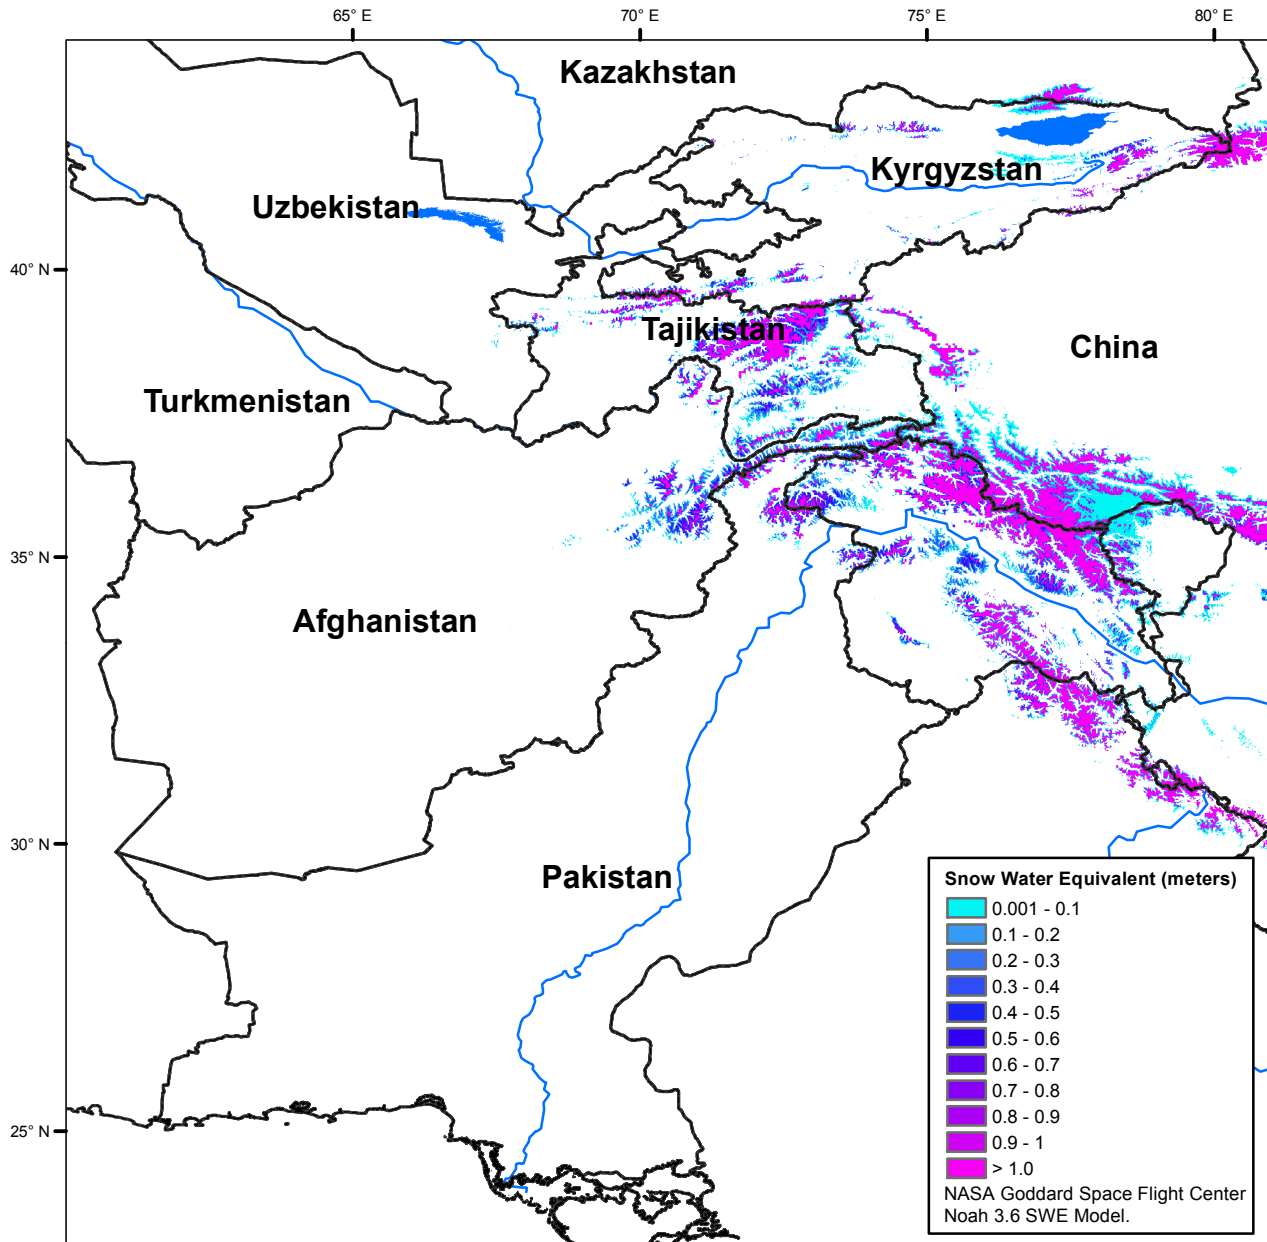 65° E
70° E
75° E
80° E
Kazakhstan
Kyrgyzstan
Uzbekistan
40° N
Tajikistan
China
Turkmenistan
35° N
Afghanistan
30° N
Pakistan
25° N
Snow Water Equivalent (meters)
0.001 - 0.1
0.1 - 0.2
0.2 - 0.3
0.3 - 0.4
0.4 - 0.5
0.5 - 0.6
0.6 - 0.7
0.7 - 0.8
0.8 - 0.9
0.9 - 1
> 1.0
NASA Goddard Space Flight Center
Noah 3.6 SWE Model.